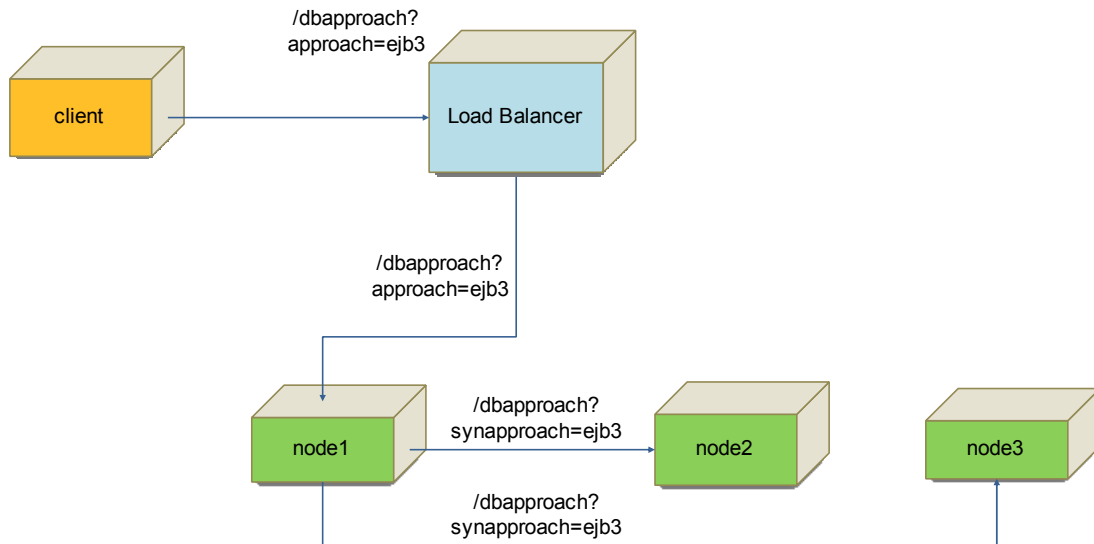 /dbapproach?
approach=ejb3
client
Load Balancer
/dbapproach?
approach=ejb3
node1
/dbapproach?
synapproach=ejb3
node2
node3
/dbapproach?
synapproach=ejb3